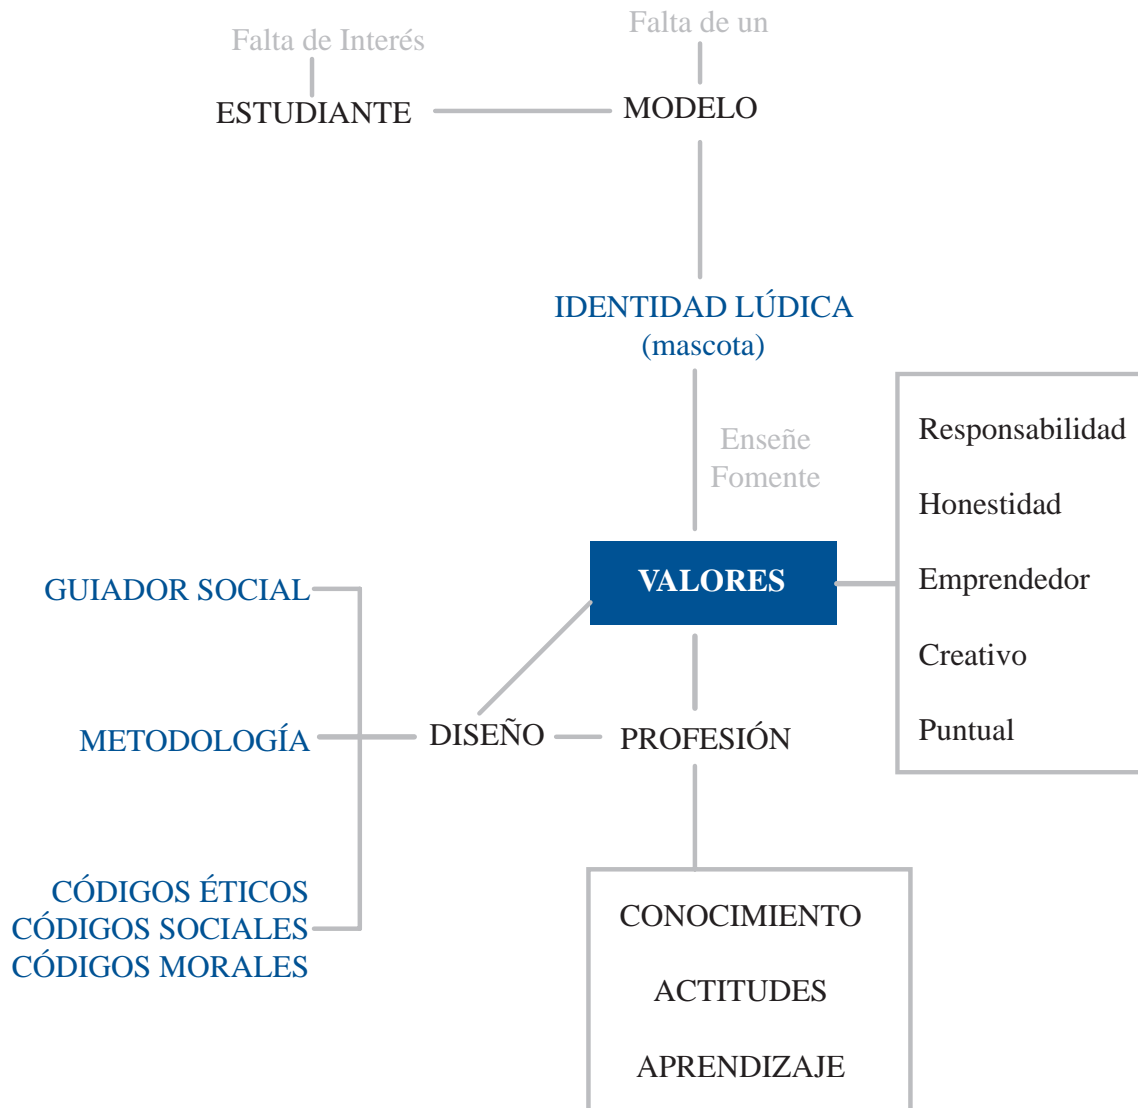 Falta de Interés
Falta de un
ESTUDIANTE
MODELO
IDENTIDAD LÚDICA
(mascota)
Enseñe
Fomente
VALORES
Responsabilidad
Honestidad
Emprendedor
Creativo
Puntual
GUIADOR SOCIAL
METODOLOGÍA
DISEÑO
PROFESIÓN
CÓDIGOS ÉTICOS
CÓDIGOS SOCIALES
CÓDIGOS MORALES
CONOCIMIENTO
ACTITUDES
APRENDIZAJE